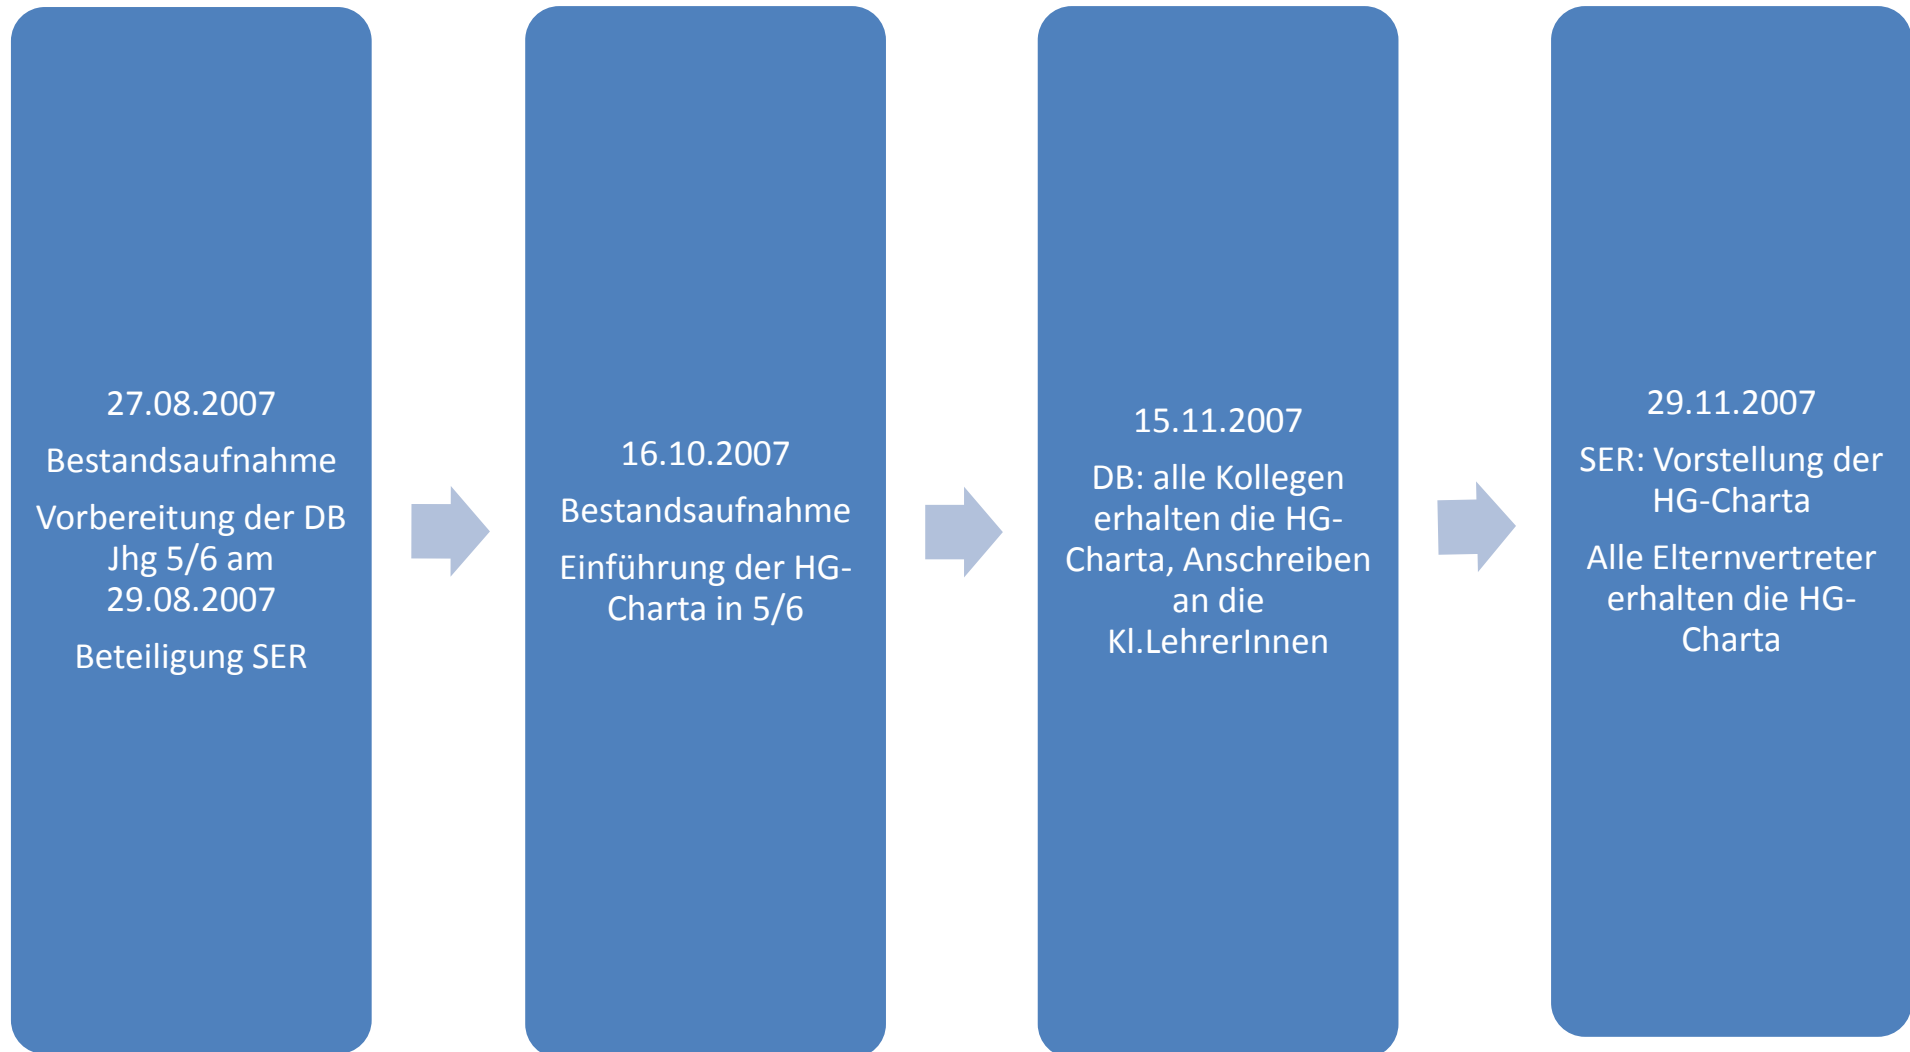 27.08.2007
Bestandsaufnahme
Vorbereitung der DB
Jhg 5/6 am
29.08.2007
Beteiligung SER
16.10.2007
Bestandsaufnahme
Einführung der HG-
Charta in 5/6
15.11.2007
DB: alle Kollegen
erhalten die HG-
Charta, Anschreiben
an die
Kl.LehrerInnen
29.11.2007
SER: Vorstellung der
HG-Charta
Alle Elternvertreter
erhalten die HG-
Charta